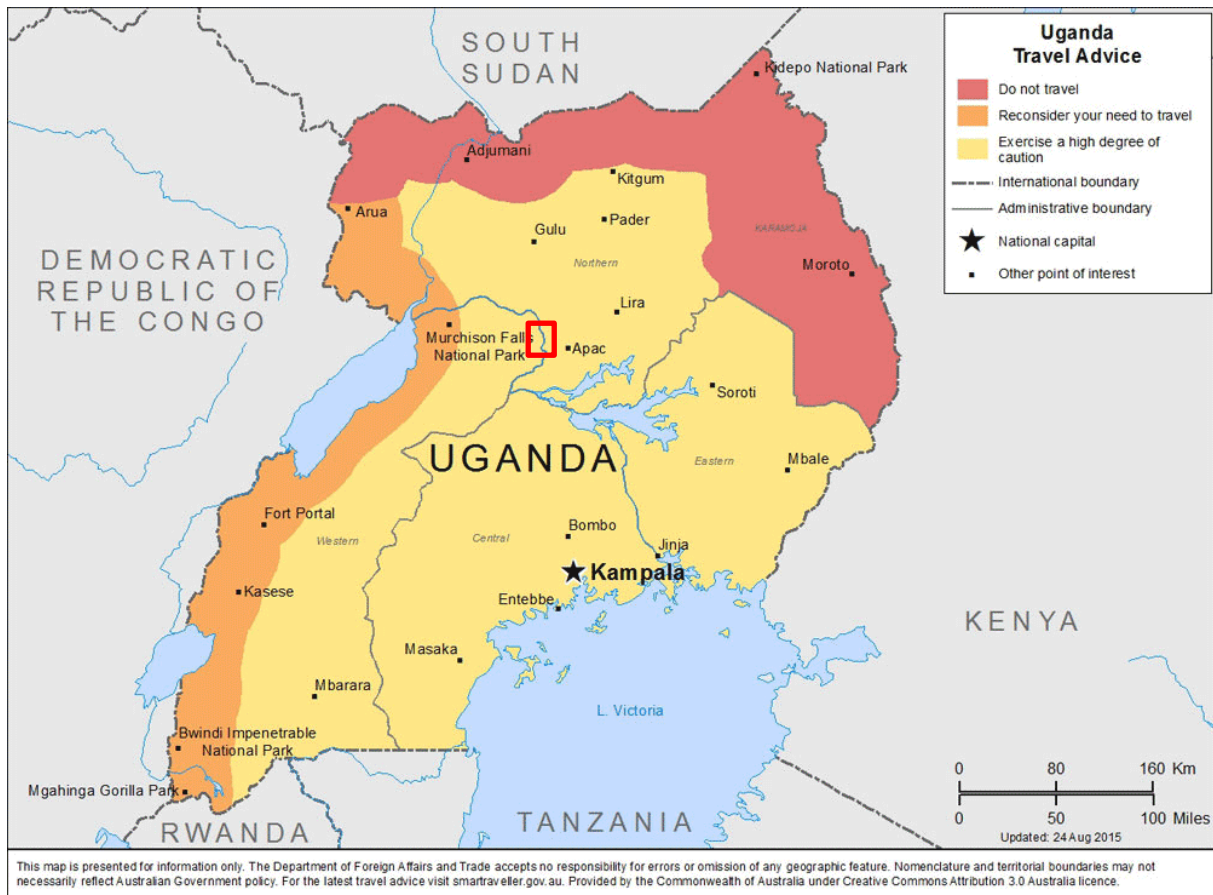 SOUTH
SUDAN
Kidepo National Park
Uganda
Travel Advice
Do not travel
Reconsider your need to travel
Exercise a high degree of
caution
International boundary
Administrative boundary
National capital
Other point of interest
Adjumani
Kitgum
Arua
Pader
Gulu
KARAMOJA
Northern
Moroto
DEMOCRATIC
REPUBLIC OF
THE CONGO
Lira
Murchison Falls
National Park
Apac
Soroti
UGANDA
Eastern
Mbale
Fort Portal
Western
Central
Bombo
Jinja
Kampala
Kasese
Entebbe
KENYA
Masaka
Mbarara
L. Victoria
Bwindi Impenetrable
National Park
Mgahinga Gorilla Park
RWANDA
TANZANIA
0 80 160 Km
0 50 100 Miles
Updated: 24 Aug 2015
This map is presented for information only. The Department of Foreign Affairs and Trade accepts no responsibility for errors or omission of any geographic feature. Nomenclature and territorial boundaries may not
necessarily reflect Australian Government policy. For the latest travel advice visit smartraveller.gov.au. Provided by the Commonwealth of Australia under Creative Commons Attribution 3.0 Australia licence.